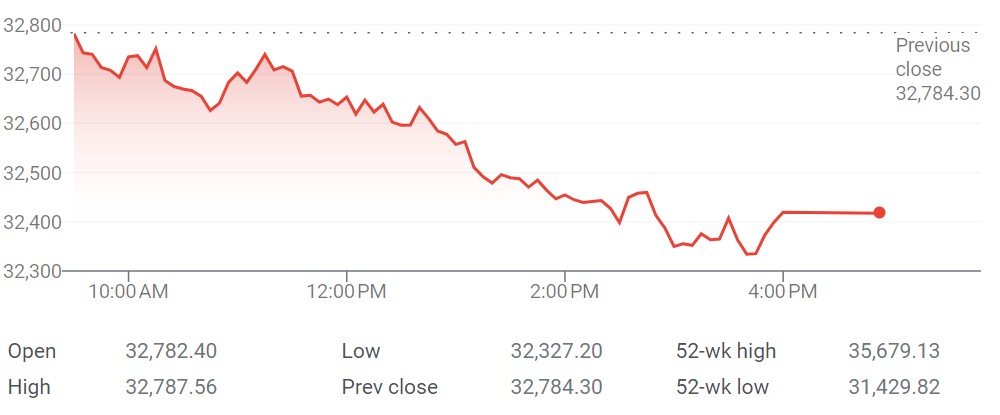 32,800
Previous
close
32,784.30
32,700
32,600
32,500
32,400
32,300
10:00 AM 12:00 PM 2:00 PM 4:00 PM
Open 32,782.40 Low 32,327.20 52-wk high 35,679.13
High 32,787.56 Prev close 32,784.30 52-wk low 31,429.82